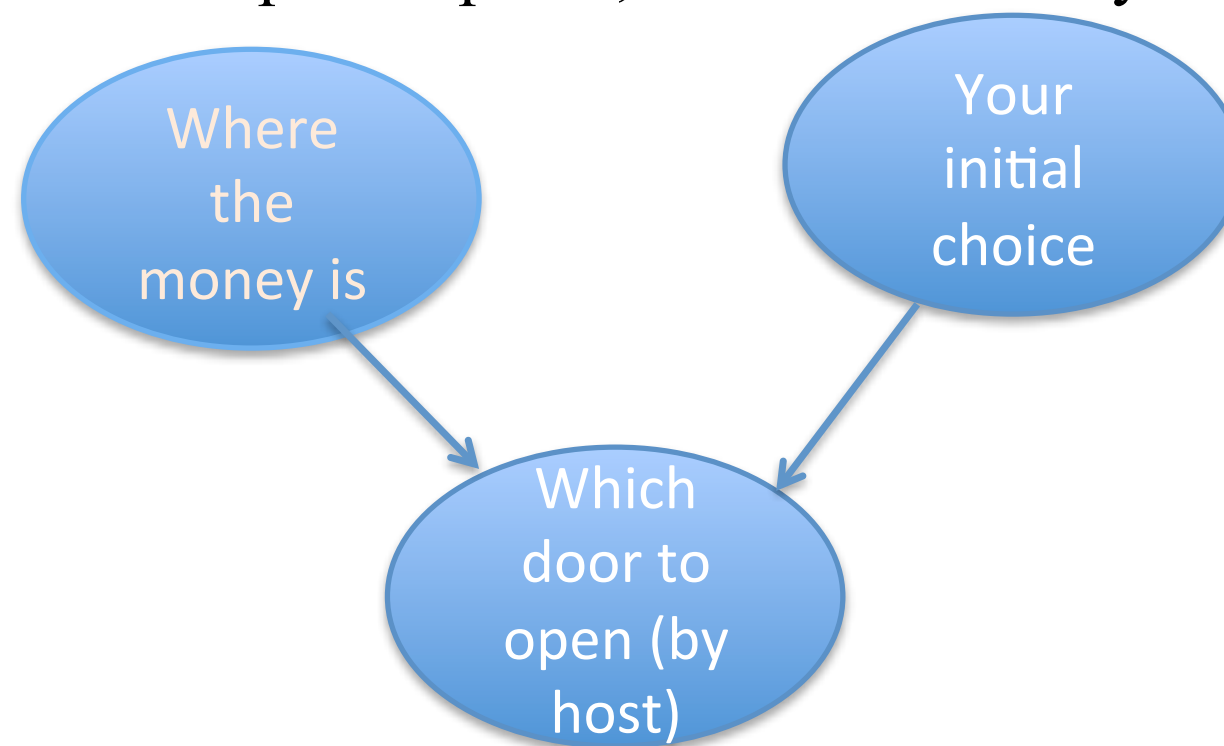 Where
the
money is
Your
initial
choice
Which
door to
open (by
host)